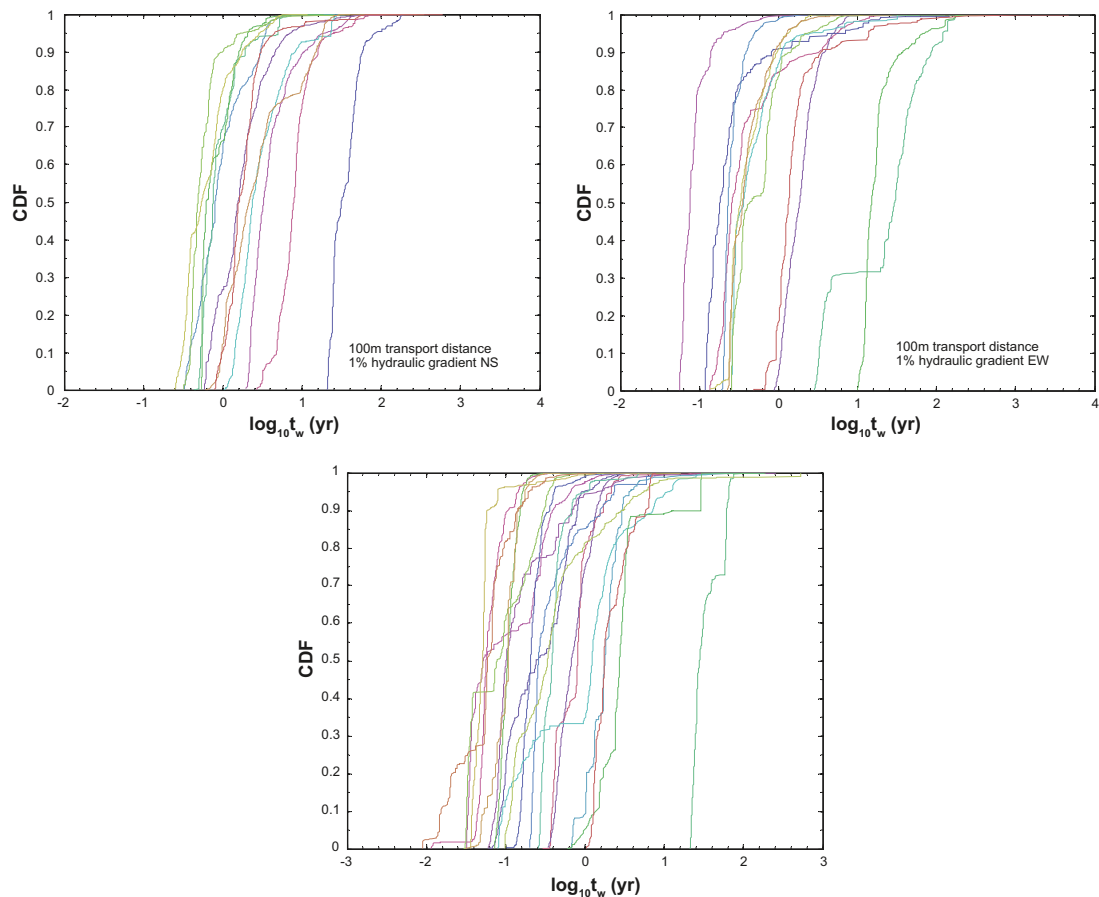 1
0.9
0.8
0.7
0.6
0.5
0.4
0.3
0.2
0.1
0
CDF
-2 -1 0 1 2 3 4
log10tw (yr)
100m transport distance
1% hydraulic gradient NS
1
0.9
0.8
0.7
0.6
0.5
0.4
0.3
0.2
0.1
0
CDF
-2 -1 0 1 2 3 4
log10tw (yr)
100m transport distance
1% hydraulic gradient EW
1
0.9
0.8
0.7
0.6
0.5
0.4
0.3
0.2
0.1
0
CDF
-3 -2 -1 0 1 2 3
log10tw (yr)